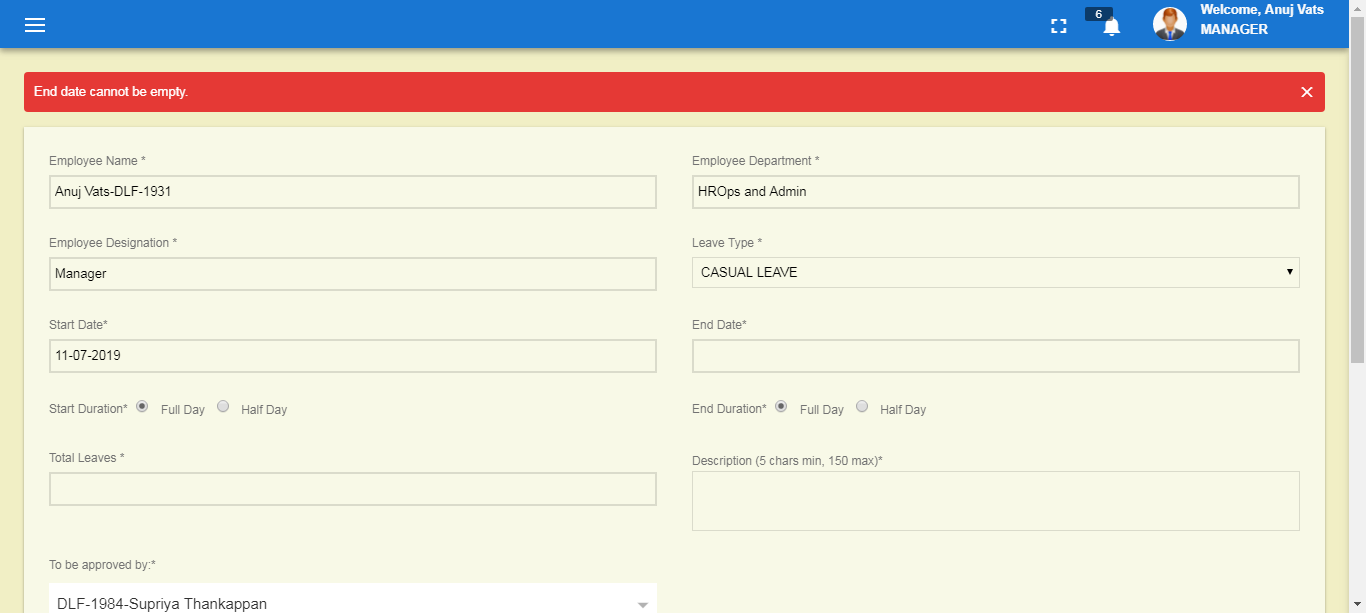 6
Welcome, Anuj Vats
MANAGER
End date cannot be empty.
Employee Name *
Employee Department *
Anuj Vats-DLF-1931
HROps and Admin
Employee Designation *
Leave Type *
Manager
CASUAL LEAVE
Start Date*
End Date*
11-07-2019
Start Duration* Full Day Half Day
End Duration* Full Day Half Day
Total Leaves *
Description (5 chars min, 150 max)*
To be approved by:*
DLF-1984-Supriya Thankappan